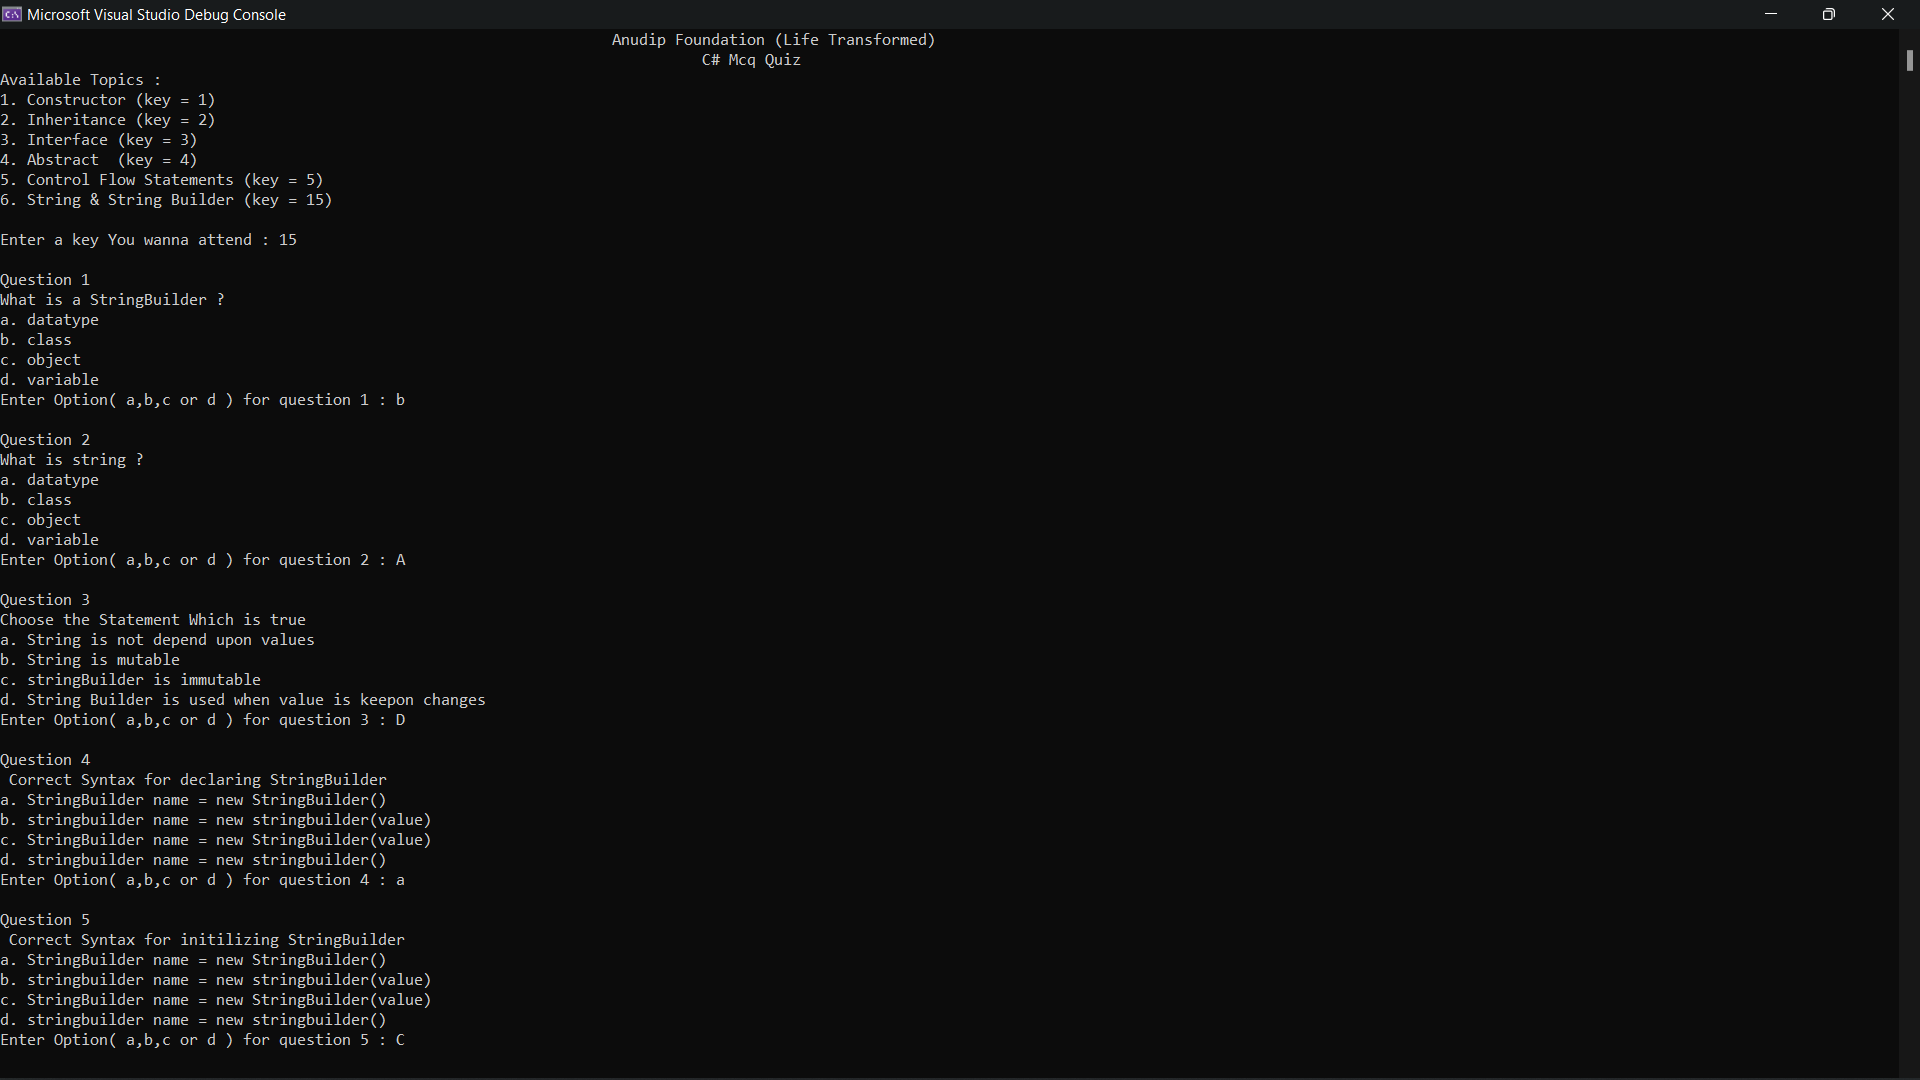 Microsoft Visual Studio Debug Console
Anudip Foundation (Life Transformed)
C# Mcq Quiz
Available Topics :
1. Constructor (key = 1)
2. Inheritance (key = 2)
3. Interface (key = 3)
4. Abstract  (key = 4)
5. Control Flow Statements (key = 5)
6. String & String Builder (key = 15)
Enter a key You wanna attend : 15
Question 1
What is a StringBuilder ?
a. datatype
b. class
c. object
d. variable
Enter Option( a,b,c or d ) for question 1 : b
Question 2
What is string ?
a. datatype
b. class
c. object
d. variable
Enter Option( a,b,c or d ) for question 2 : A
Question 3
Choose the Statement Which is true
a. String is not depend upon values
b. String is mutable
c. stringBuilder is immutable
d. String Builder is used when value is keepon changes
Enter Option( a,b,c or d ) for question 3 : D
Question 4
Correct Syntax for declaring StringBuilder
a. StringBuilder name = new StringBuilder()
b. stringbuilder name = new stringbuilder(value)
c. StringBuilder name = new StringBuilder(value)
d. stringbuilder name = new stringbuilder()
Enter Option( a,b,c or d ) for question 4 : a
Question 5
Correct Syntax for initilizing StringBuilder
a. StringBuilder name = new StringBuilder()
b. stringbuilder name = new stringbuilder(value)
c. StringBuilder name = new StringBuilder(value)
d. stringbuilder name = new stringbuilder()
Enter Option( a,b,c or d ) for question 5 : C